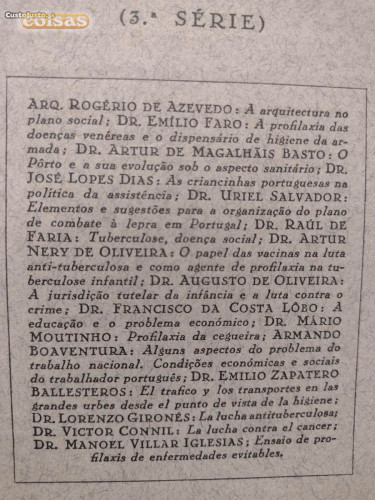 CustoJusto.pt
coisas
(3.ª SÉRIE)
ARQ. ROGÉRIO DE AZEVEDO: A arquitectura no
plano social; DR. EMÍLIO FARO: A profilaxia das
doenças venéreas e o dispensário de higiene da ar-
mada; DR. ARTUR DE MAGALHÃIS BASTO: O
Pôrto e a sua evolução sob o aspecto sanitário; DR.
JOSÉ LOPES DIAS: As criancinhas portuguesas na
política da assistência; DR. URIEL SALVADOR:
Elementos e sugestões para a organização do plano
de combate à lepra em Portugal; DR. RAÚL DE
FARIA: Tuberculose, doença social; DR. ARTUR
NERY DE OLIVEIRA: O papel das vacinas na luta
anti-tuberculosa e como agente de profilaxia na tu-
berculose infantil; DR. AUGUSTO DE OLIVEIRA:
A jurisdição tutelar da infância e a luta contra o
crime; DR. FRANCISCO DA COSTA LÔBO: A
educação e o problema económico; DR. MÁRIO
MOUTINHO: Profilaxia da cegueira; ARMANDO
BOAVENTURA: Alguns aspectos do problema do
trabalho nacional. Condições económicas e sociais
do trabalhador português; DR. EMILIO ZAPATERO
BALLESTEROS: El trafico y los transportes en las
grandes urbes desde el punto de vista de la higiene;
DR. LORENZO GIRONÉS: La lucha antituberculosa;
DR. VICTOR CONNIL: La lucha contra el cancer;
DR. MANOEL VILLAR IGLESIAS; Ensaio de pro-
filaxis de enfermedades evitables.